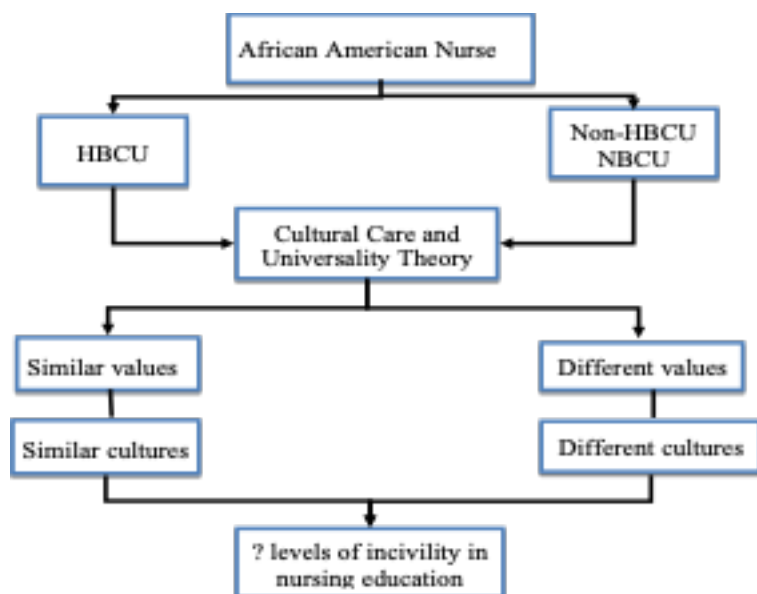 African American Nurse
HBCU
Non-HBCU
NBCU
Cultural Care and
Universality Theory
Similar values
Different values
Similar cultures
Different cultures
? levels of incivility in
nursing education